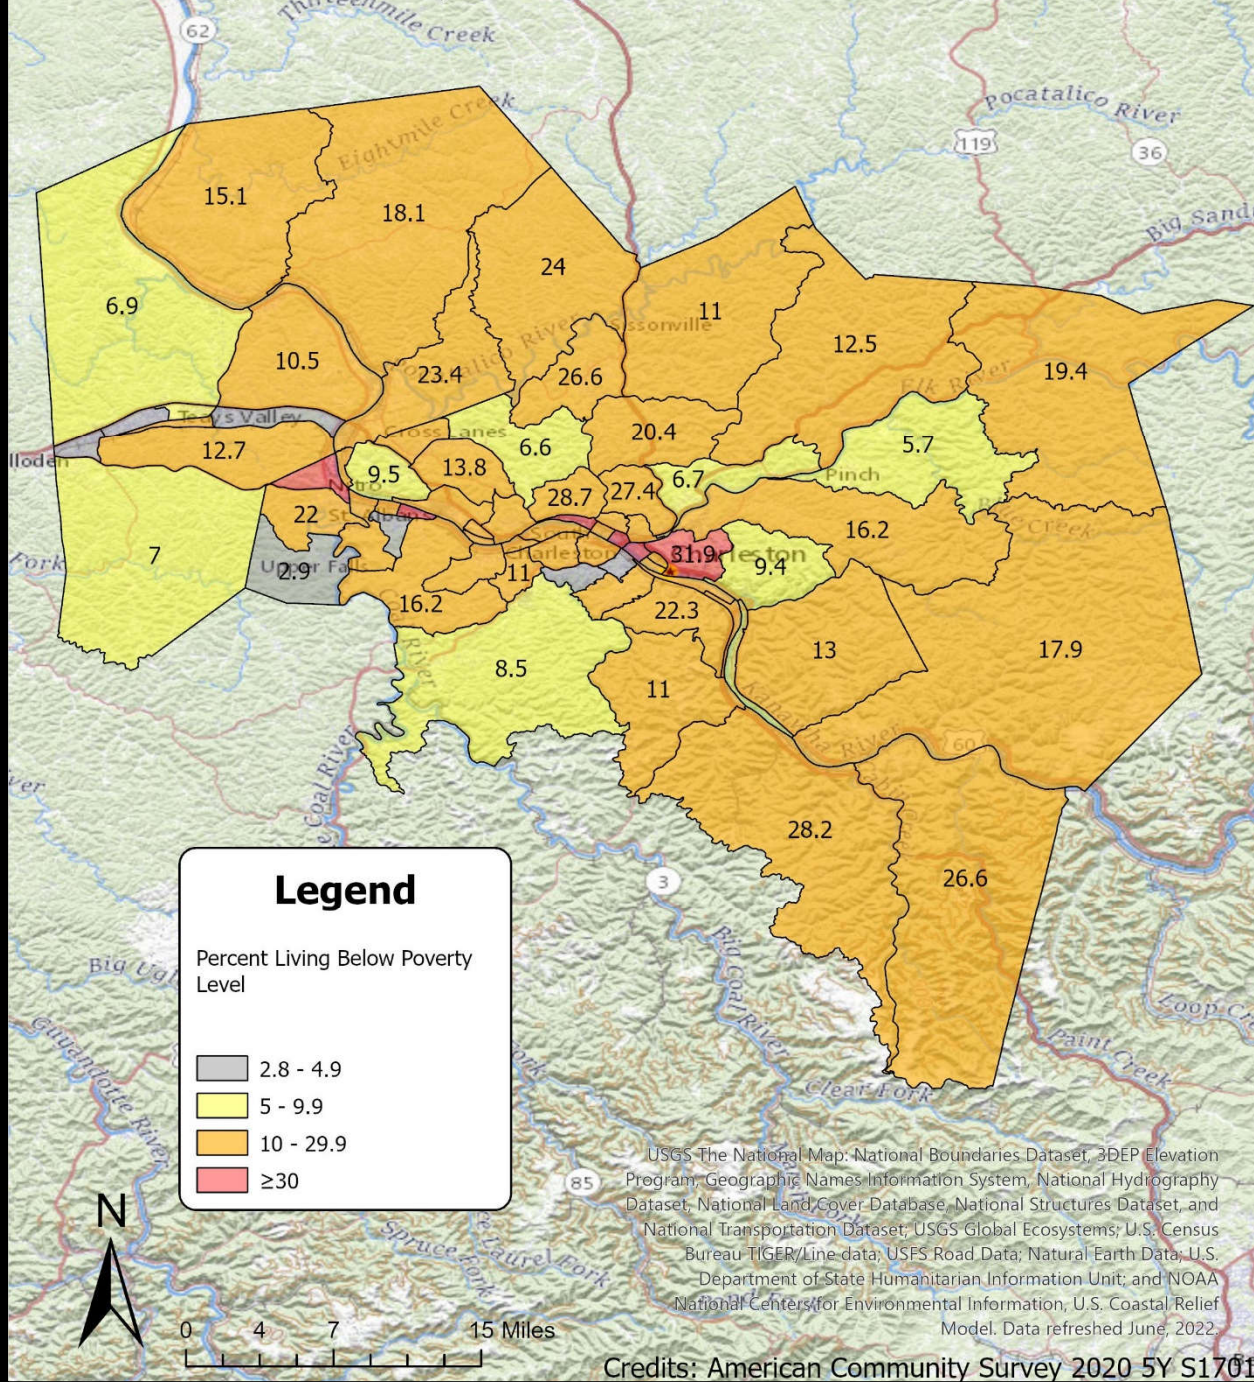 Thirteenmile Creek
62
Eightmile Creek
Pocatalico River
119
36
15.1
18.1
24
6.9
11
Sissonville
12.5
10.5
23.4
26.6
Elk River
19.4
Teays Valley
Cross Lanes
20.4
12.7
6.6
5.7
9.5
13.8
6.7
Pinch
Nitro
28.7
27.4
22
St. Albans
16.2
South
Charleston
31.9
Charleston
9.4
Fork
7
Upper Falls
2.9
11
16.2
22.3
13
17.9
River
8.5
11
Kanawha River
60
Coal River
28.2
26.6
3
Big Coal River
Big Ugly
Guyandotte River
Loop Cr
Paint Creek
Clear Fork
Legend
Percent Living Below Poverty
Level
2.8 - 4.9
5 - 9.9
10 - 29.9
≥30
85
Spruce Fork
Laurel Fork
N
0 4 7 15 Miles
USGS The National Map: National Boundaries Dataset, 3DEP Elevation
Program, Geographic Names Information System, National Hydrography
Dataset, National Land Cover Database, National Structures Dataset, and
National Transportation Dataset; USGS Global Ecosystems; U.S. Census
Bureau TIGER/Line data; USFS Road Data; Natural Earth Data; U.S.
Department of State Humanitarian Information Unit; and NOAA
National Centers for Environmental Information, U.S. Coastal Relief
Model. Data refreshed June, 2022.
Credits: American Community Survey 2020 5Y S1701